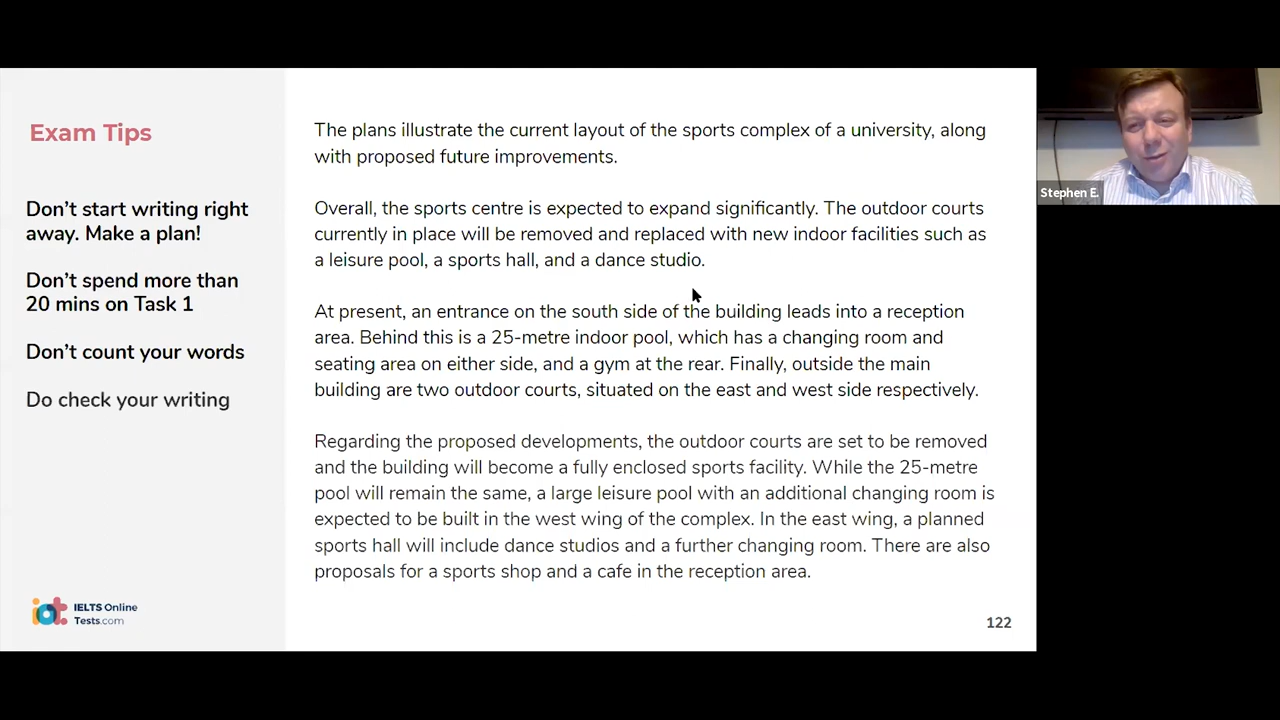 Exam Tips
Don’t start writing right
away. Make a plan!
Don’t spend more than
20 mins on Task 1
Don’t count your words
Do check your writing
iot IELTS Online
Tests.com
The plans illustrate the current layout of the sports complex of a university, along
with proposed future improvements.
Overall, the sports centre is expected to expand significantly. The outdoor courts
currently in place will be removed and replaced with new indoor facilities such as
a leisure pool, a sports hall, and a dance studio.
At present, an entrance on the south side of the building leads into a reception
area. Behind this is a 25-metre indoor pool, which has a changing room and
seating area on either side, and a gym at the rear. Finally, outside the main
building are two outdoor courts, situated on the east and west side respectively.
Regarding the proposed developments, the outdoor courts are set to be removed
and the building will become a fully enclosed sports facility. While the 25-metre
pool will remain the same, a large leisure pool with an additional changing room is
expected to be built in the west wing of the complex. In the east wing, a planned
sports hall will include dance studios and a further changing room. There are also
proposals for a sports shop and a cafe in the reception area.
122
Stephen E.